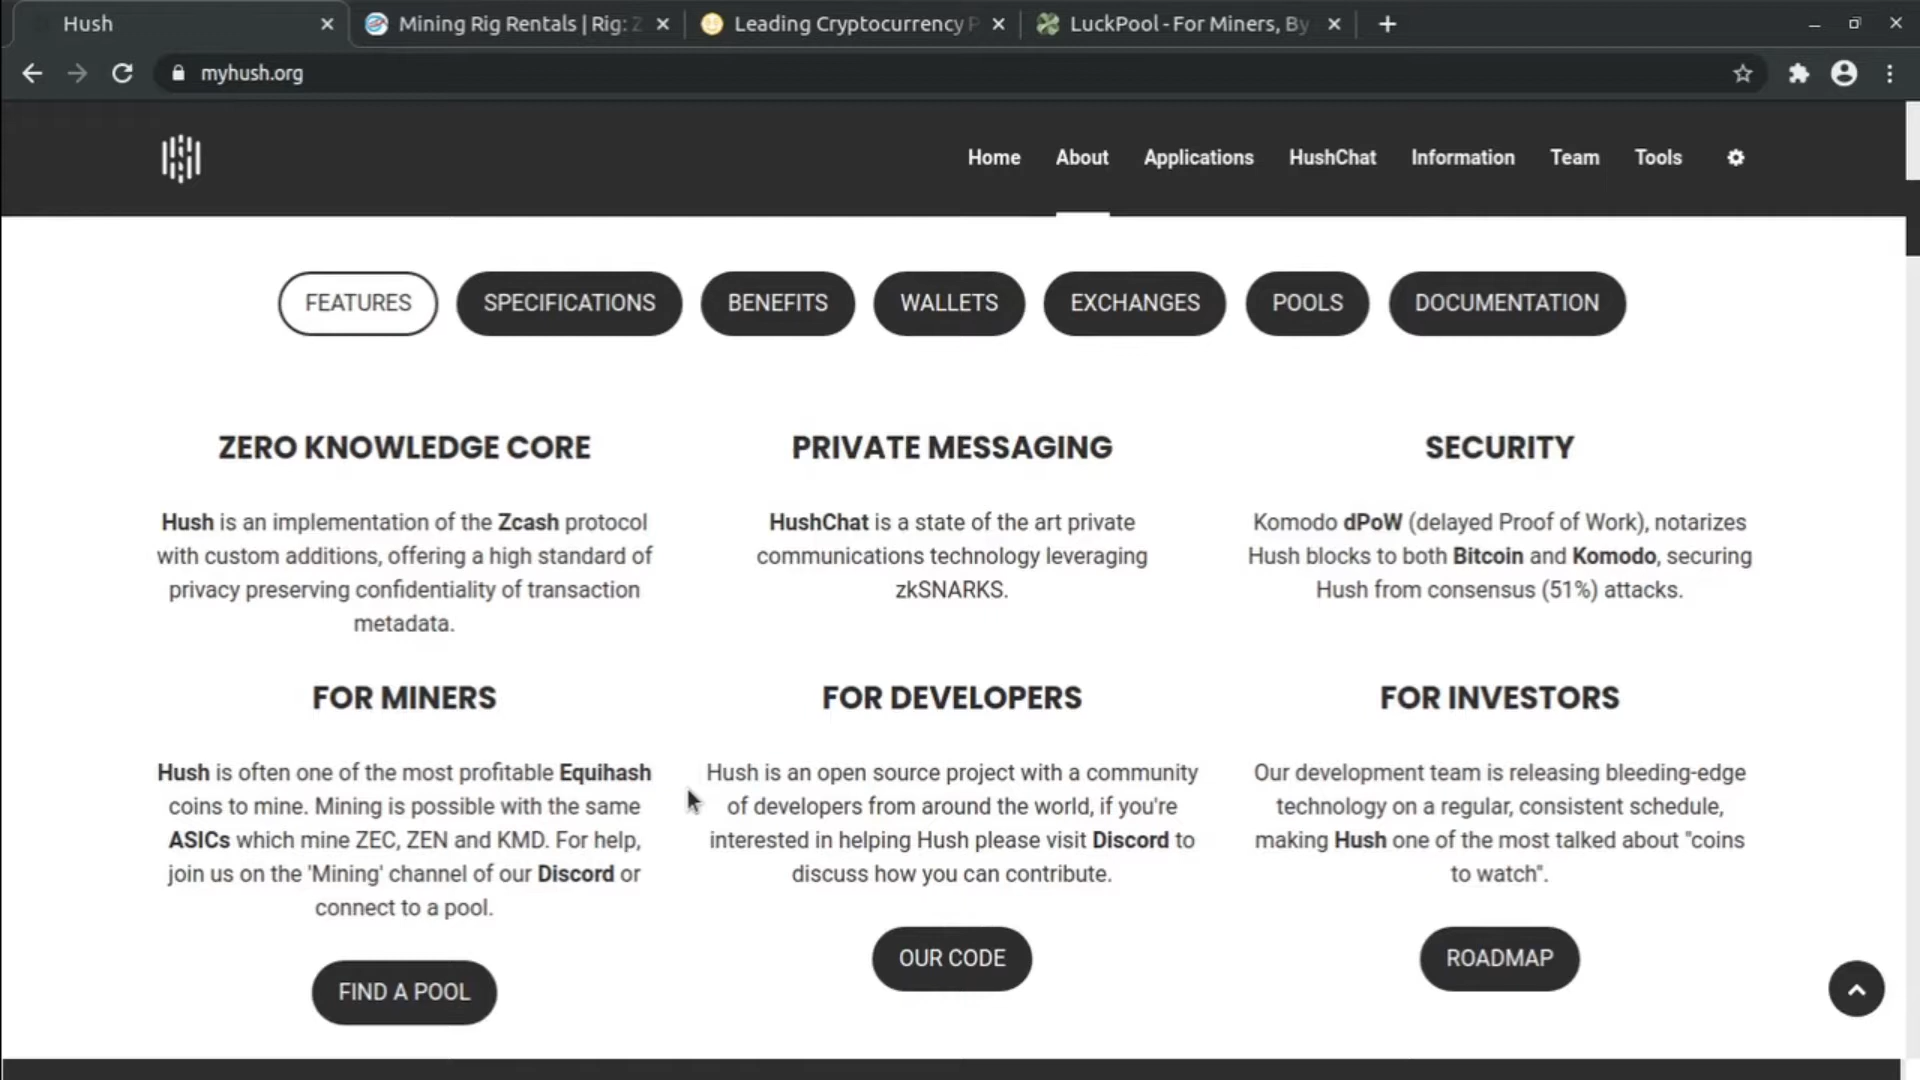 Hush
Mining Rig Rentals | Rig: Z
Leading Cryptocurrency P
LuckPool - For Miners, By
myhush.org
Home
About
Applications
HushChat
Information
Team
Tools
FEATURES
SPECIFICATIONS
BENEFITS
WALLETS
EXCHANGES
POOLS
DOCUMENTATION
ZERO KNOWLEDGE CORE
Hush is an implementation of the Zcash protocol
with custom additions, offering a high standard of
privacy preserving confidentiality of transaction
metadata.
PRIVATE MESSAGING
HushChat is a state of the art private
communications technology leveraging
zkSNARKS.
SECURITY
Komodo dPoW (delayed Proof of Work), notarizes
Hush blocks to both Bitcoin and Komodo, securing
Hush from consensus (51%) attacks.
FOR MINERS
Hush is often one of the most profitable Equihash
coins to mine. Mining is possible with the same
ASICs which mine ZEC, ZEN and KMD. For help,
join us on the 'Mining' channel of our Discord or
connect to a pool.
FIND A POOL
FOR DEVELOPERS
Hush is an open source project with a community
of developers from around the world, if you're
interested in helping Hush please visit Discord to
discuss how you can contribute.
OUR CODE
FOR INVESTORS
Our development team is releasing bleeding-edge
technology on a regular, consistent schedule,
making Hush one of the most talked about "coins
to watch".
ROADMAP